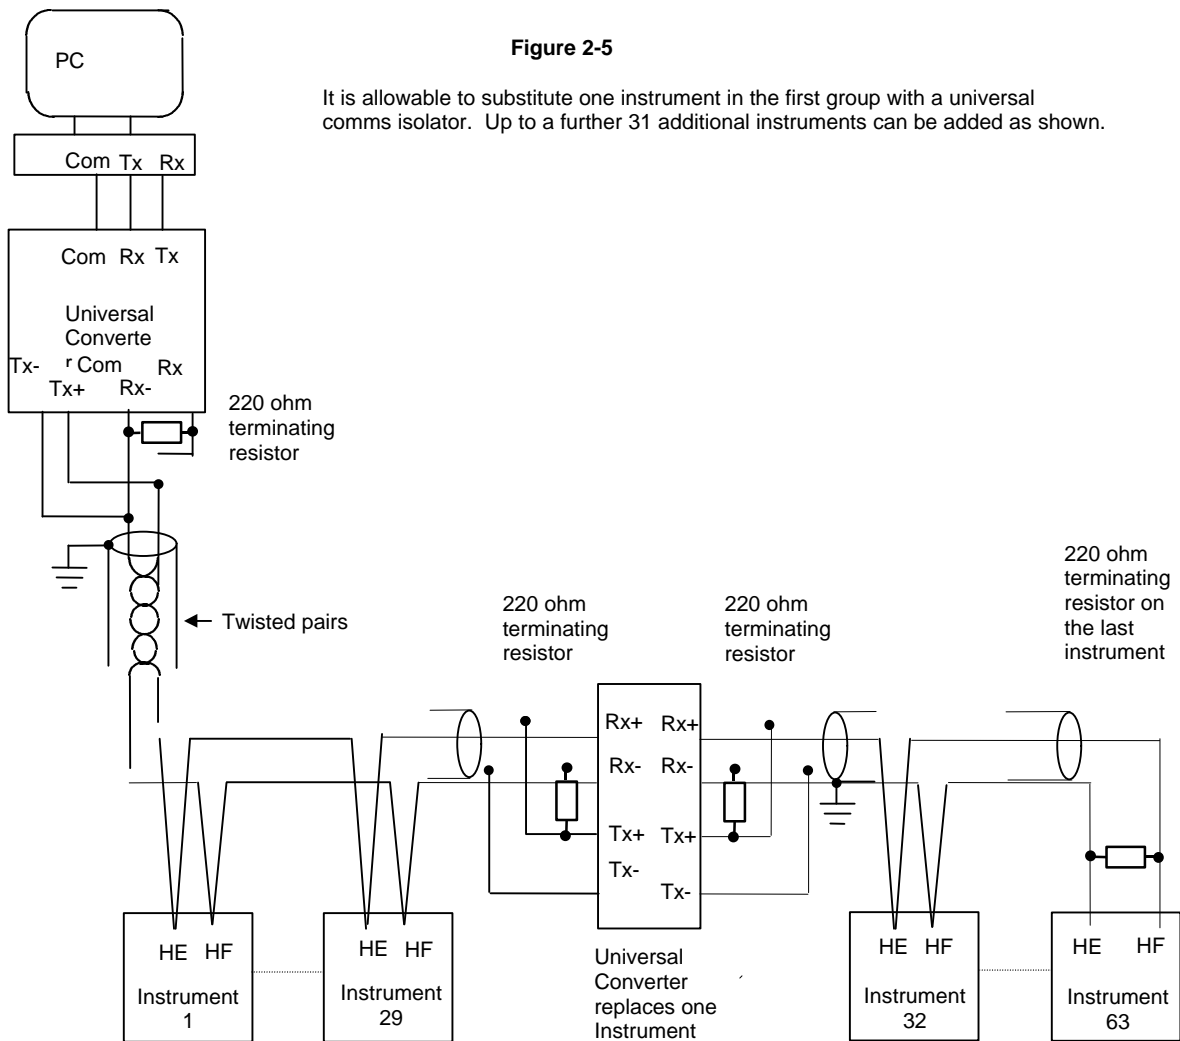 Figure 2-5
PC
It is allowable to substitute one instrument in the first group with a universal
comms isolator. Up to a further 31 additional instruments can be added as shown.
Com Tx Rx
Com Rx Tx
Universal
Converte
r Com
Tx-
Rx
Tx+
Rx-
220 ohm
terminating
resistor
Twisted pairs
220 ohm
terminating
resistor
220 ohm
terminating
resistor
220 ohm
terminating
resistor on
the last
instrument
Rx+ Rx+
Rx- Rx-
Tx+ Tx+
Tx-
Tx-
HE HF
Instrument
1
HE HF
Instrument
29
Universal
Converter
replaces one
Instrument
HE HF
Instrument
32
HE HF
Instrument
63